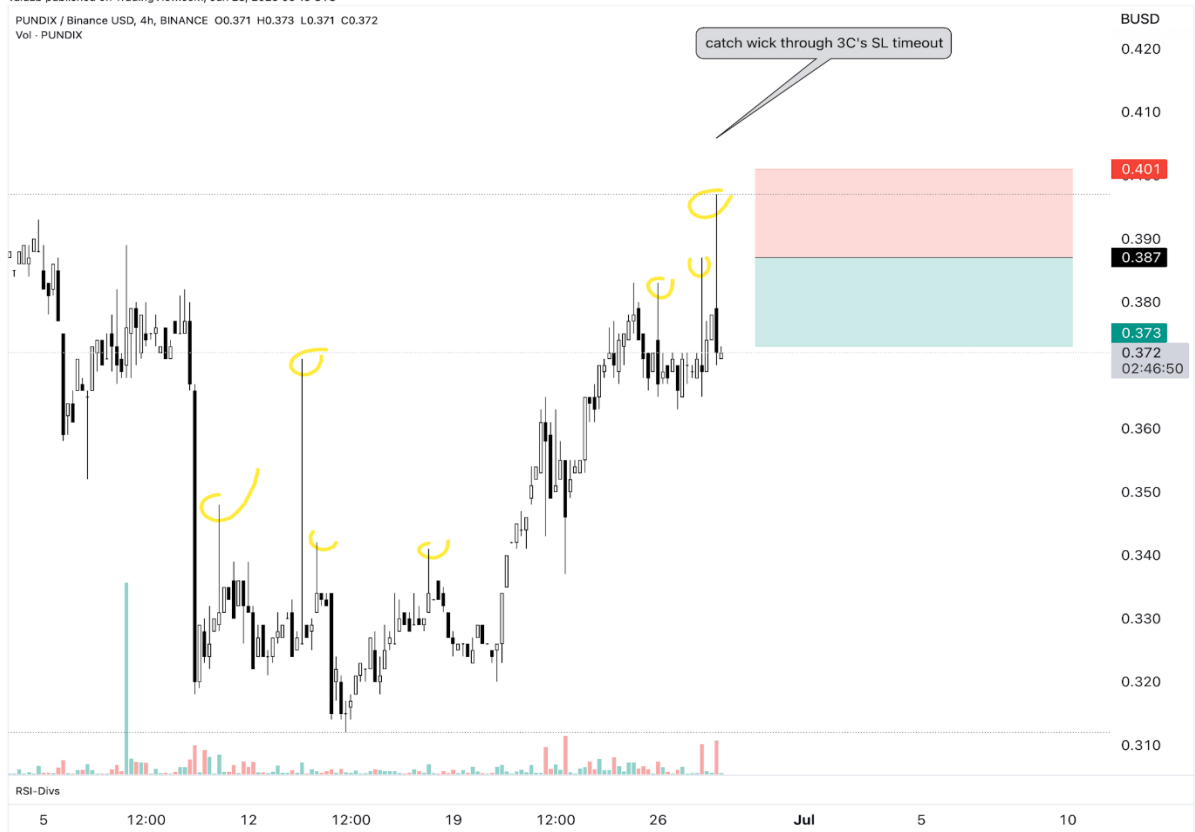 PUNDIX / Binance USD, 4h, BINANCE O0.371 H0.373 L0.371 C0.372
Vol · PUNDIX
BUSD
catch wick through 3C's SL timeout
0.420
0.410
0.401
0.390
0.387
0.380
0.373
0.372
02:46:50
0.360
0.350
0.340
0.330
0.320
0.310
RSI-Divs
5 12:00 12 12:00 19 12:00 26 Jul 5 10